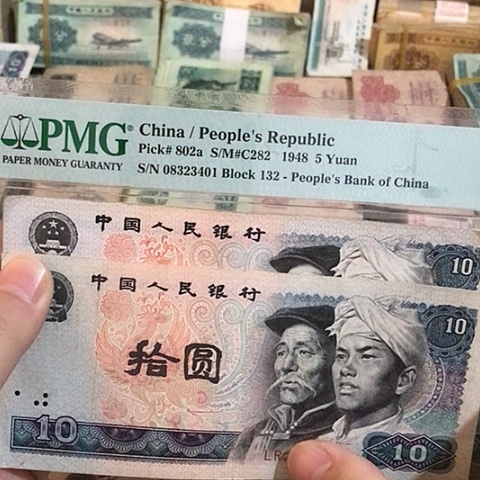 PMG®
PAPER MONEY GUARANTY
China / People's Republic
Pick# 802a S/M#C282 1948 5 Yuan
S/N 08323401 Block 132 - People's Bank of China
中国人民银行
10
中国人民银行
10
拾圆
10
10